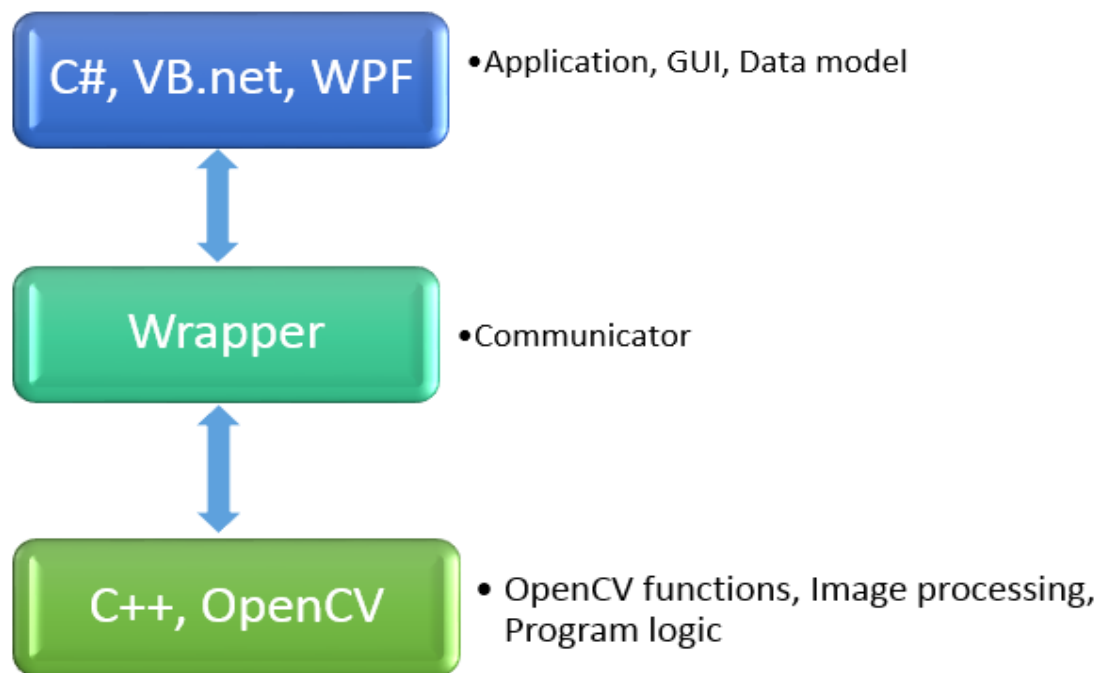 C#, VB.net, WPF
•Application, GUI, Data model
Wrapper
•Communicator
C++, OpenCV
• OpenCV functions, Image processing,
Program logic